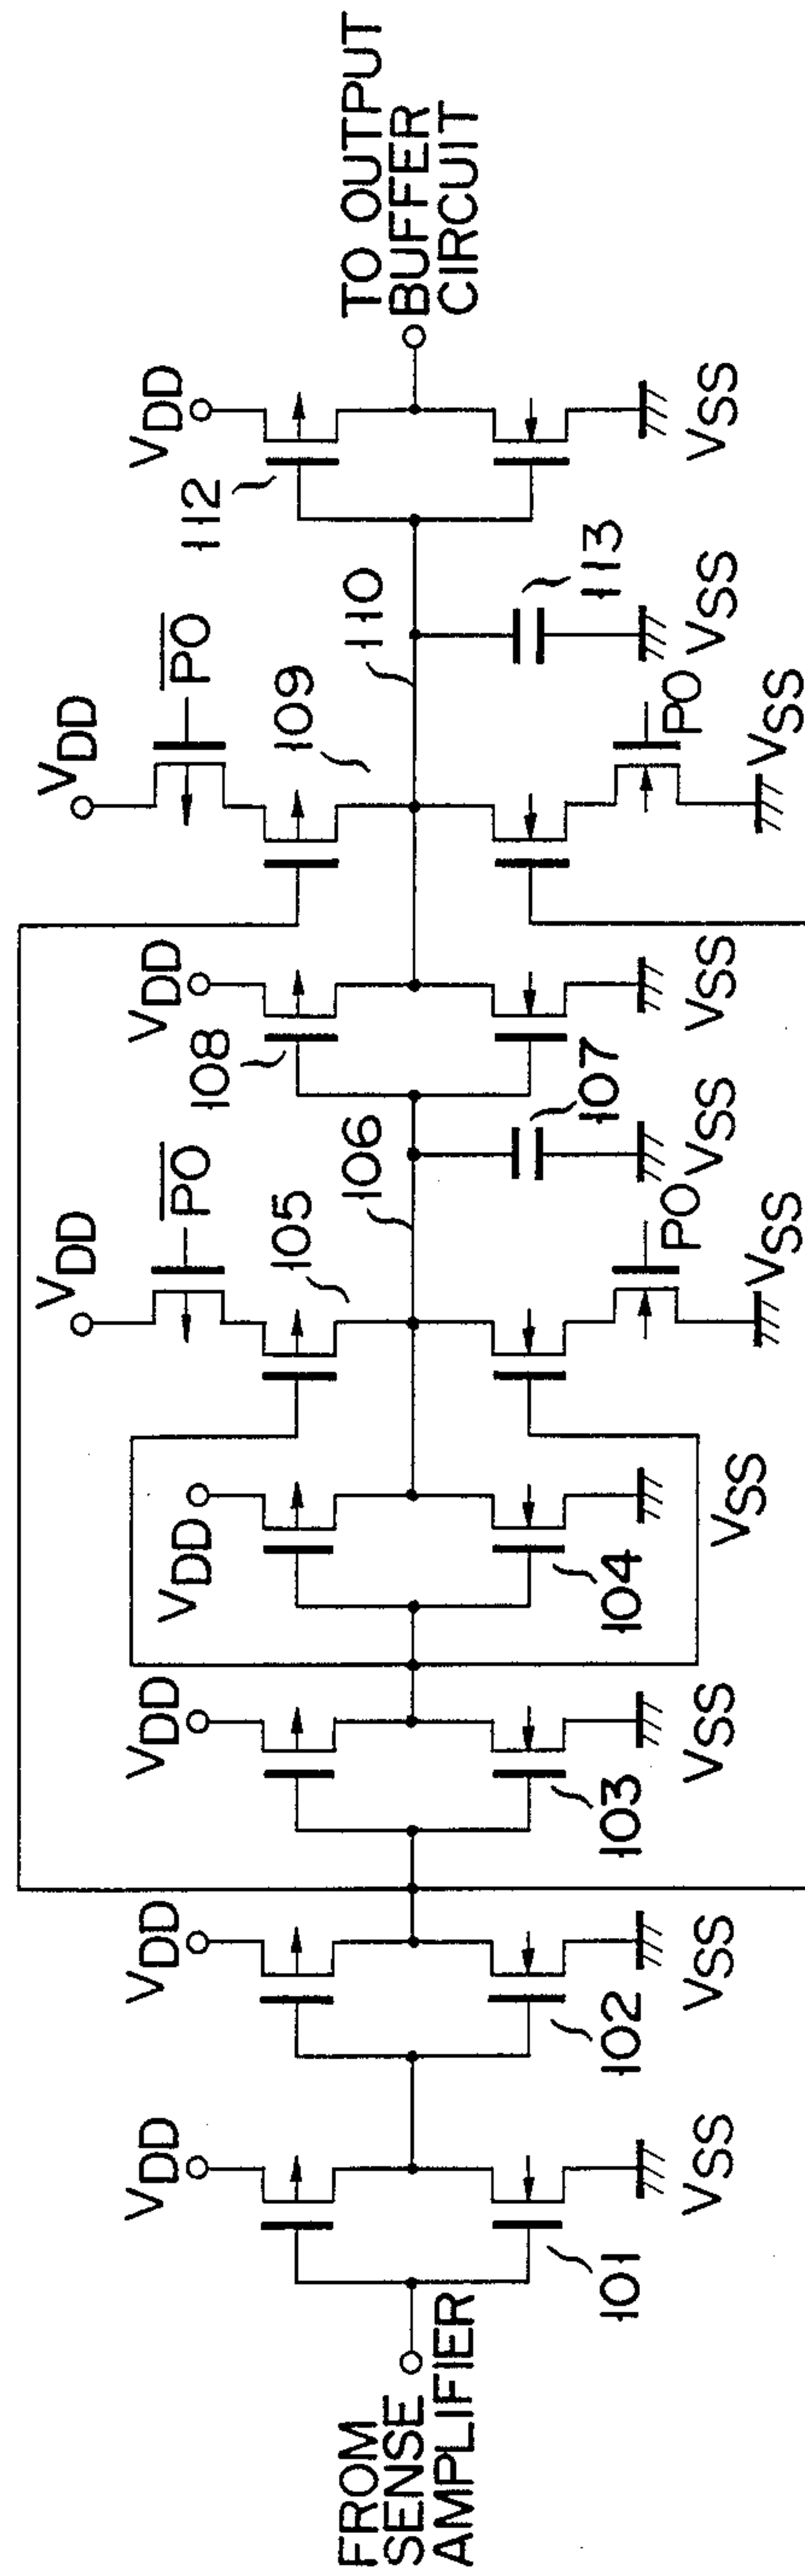 FROM
SENSE
AMPLIFIER
VDD
101
VSS
VDD
102
VSS
VDD
103
VSS
VDD
104
VSS
VDD
P̅O̅
105
PO
VSS
106
107
VSS
VDD
108
VSS
VDD
P̅O̅
109
PO
VSS
110
113
VSS
VDD
112
VSS
TO OUTPUT
BUFFER
CIRCUIT